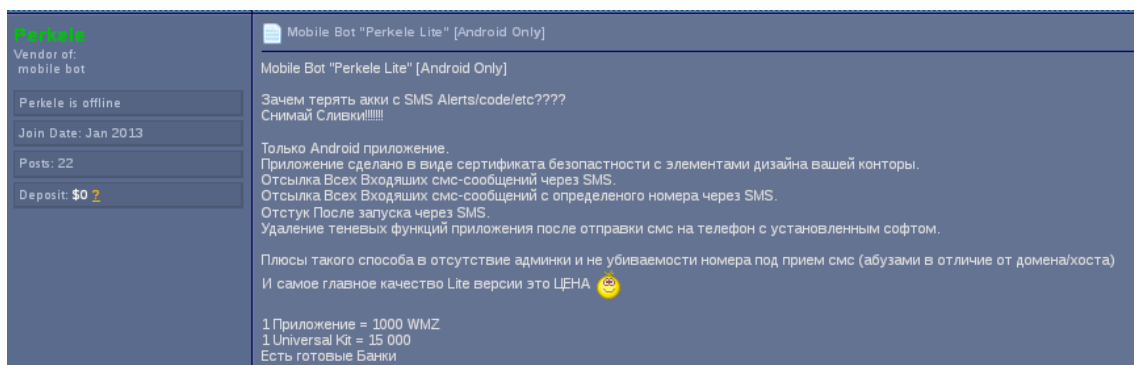 Perkele
Vendor of:
mobile bot
Perkele is offline
Join Date: Jan 2013
Posts: 22
Deposit: $0 ?
Mobile Bot "Perkele Lite" [Android Only]
Mobile Bot "Perkele Lite" [Android Only]
Зачем терять акки с SMS Alerts/code/etc????
Снимай Сливки!!!!!!!
Только Android приложение.
Приложение сделано в виде сертификата безопастности с элементами дизайна вашей конторы.
Отсылка Всех Входяших смс-сообщений через SMS.
Отсылка Всех Входяших смс-сообщений с определеного номера через SMS.
Отстук После запуска через SMS.
Удаление теневых функций приложения после отправки смс на телефон с установленным софтом.
Плюсы такого способа в отсутствие админки и не убиваемости номера под прием смс (абузами в отличие от домена/хоста)
И самое главное качество Lite версии это ЦЕНА
1 Приложение = 1000 WMZ
1 Universal Kit = 15 000
Есть готовые Банки